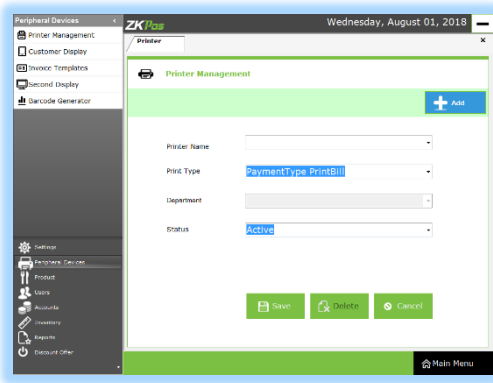 Peripheral Devices <
Printer Management
Customer Display
Invoice Templates
Second Display
Barcode Generator
Settings
Peripheral Devices
Product
Users
Accounts
Inventory
Reports
Discount Offer
ZKPos
Wednesday, August 01, 2018
Printer
x
Printer Management
Add
Printer Name
Print Type
PaymentType PrintBill
Department
Status
Active
Save
Delete
Cancel
Main Menu